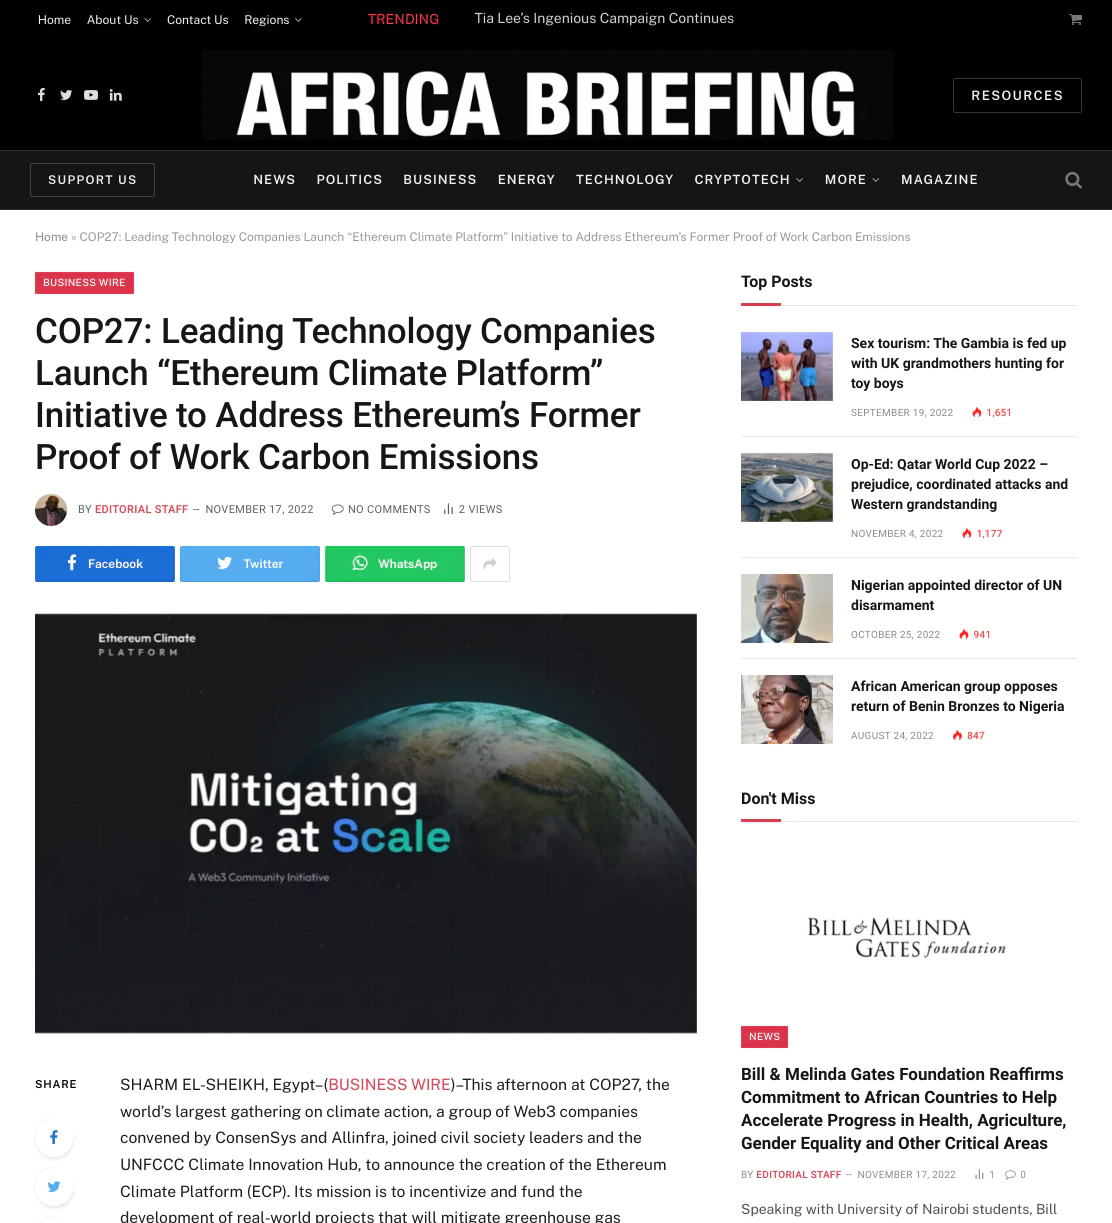 Home About Us Contact Us Regions TRENDING Tia Lee’s Ingenious Campaign Continues
AFRICA BRIEFING
RESOURCES
SUPPORT US NEWS POLITICS BUSINESS ENERGY TECHNOLOGY CRYPTOTECH MORE MAGAZINE
Home » COP27: Leading Technology Companies Launch “Ethereum Climate Platform” Initiative to Address Ethereum’s Former Proof of Work Carbon Emissions
BUSINESS WIRE
COP27: Leading Technology Companies
Launch “Ethereum Climate Platform”
Initiative to Address Ethereum’s Former
Proof of Work Carbon Emissions
BY EDITORIAL STAFF — NOVEMBER 17, 2022 NO COMMENTS 2 VIEWS
Facebook Twitter WhatsApp
Ethereum Climate
PLATFORM
Mitigating
CO₂ at Scale
A Web3 Community Initiative
SHARE
SHARM EL-SHEIKH, Egypt–(BUSINESS WIRE)–This afternoon at COP27, the
world’s largest gathering on climate action, a group of Web3 companies
convened by ConsenSys and Allinfra, joined civil society leaders and the
UNFCCC Climate Innovation Hub, to announce the creation of the Ethereum
Climate Platform (ECP). Its mission is to incentivize and fund the
development of real-world projects that will mitigate greenhouse gas
Top Posts
Sex tourism: The Gambia is fed up
with UK grandmothers hunting for
toy boys
SEPTEMBER 19, 2022 1,651
Op-Ed: Qatar World Cup 2022 –
prejudice, coordinated attacks and
Western grandstanding
NOVEMBER 4, 2022 1,177
Nigerian appointed director of UN
disarmament
OCTOBER 25, 2022 941
African American group opposes
return of Benin Bronzes to Nigeria
AUGUST 24, 2022 847
Don't Miss
BILL & MELINDA
GATES foundation
NEWS
Bill & Melinda Gates Foundation Reaffirms
Commitment to African Countries to Help
Accelerate Progress in Health, Agriculture,
Gender Equality and Other Critical Areas
BY EDITORIAL STAFF — NOVEMBER 17, 2022 1 0
Speaking with University of Nairobi students, Bill